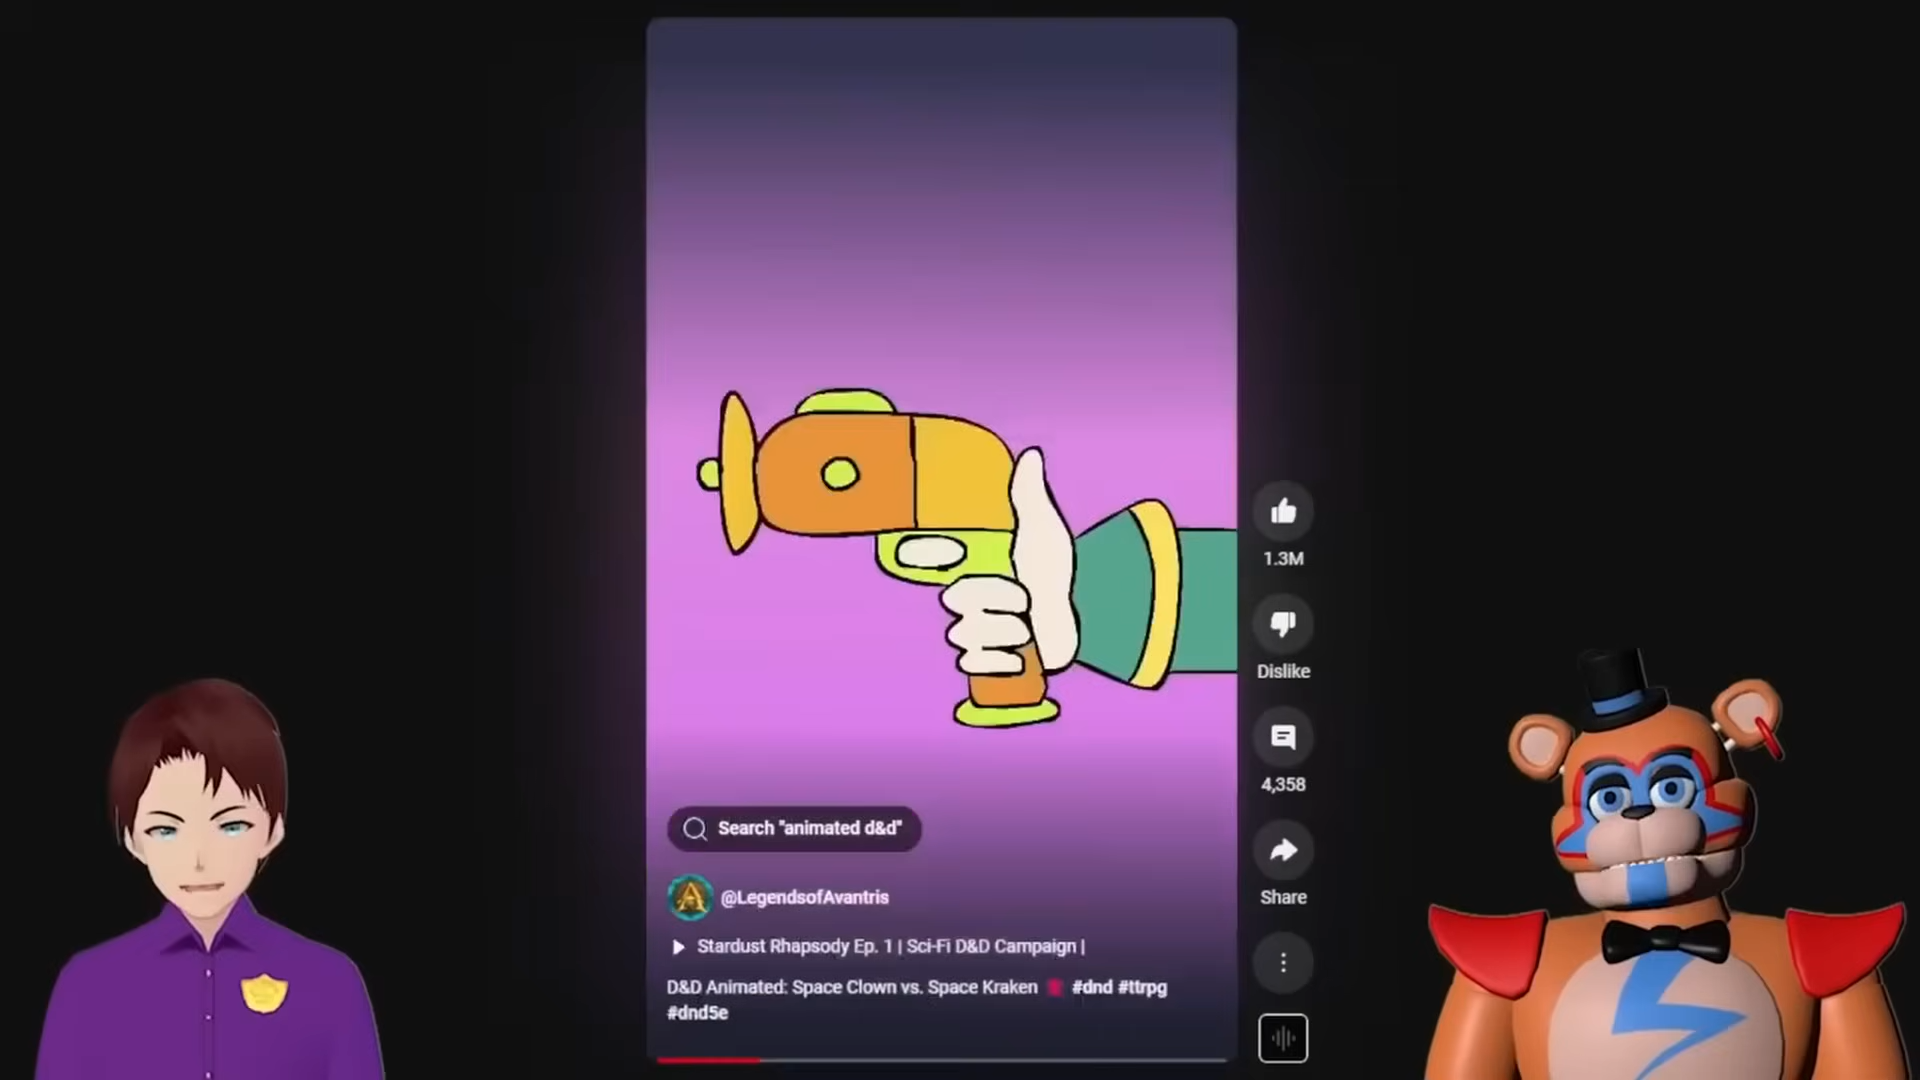 1.3M
Dislike
4,358
Share
Search "animated d&d"
@LegendsofAvantris
Stardust Rhapsody Ep. 1 | Sci-Fi D&D Campaign |
D&D Animated: Space Clown vs. Space Kraken #dnd #ttrpg
#dnd5e